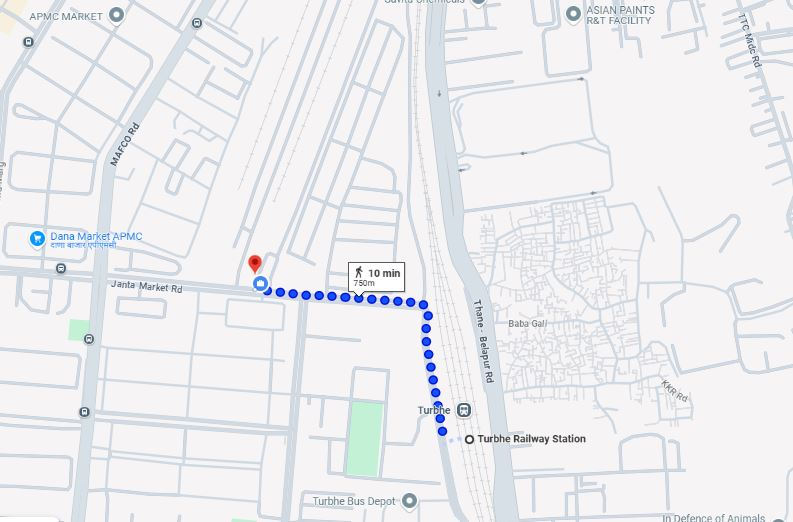 Savita Chemicals
APMC MARKET
ASIAN PAINTS
R&T FACILITY
TTC Midc Rd
MAFCO Rd
Dana Market APMC
दाणा बाजार एपीएमसी
10 min
750m
Janta Market Rd
Thane - Belapur Rd
Baba Gali
KKR Rd
Turbhe
Turbhe Railway Station
Turbhe Bus Depot
In Defence of Animals